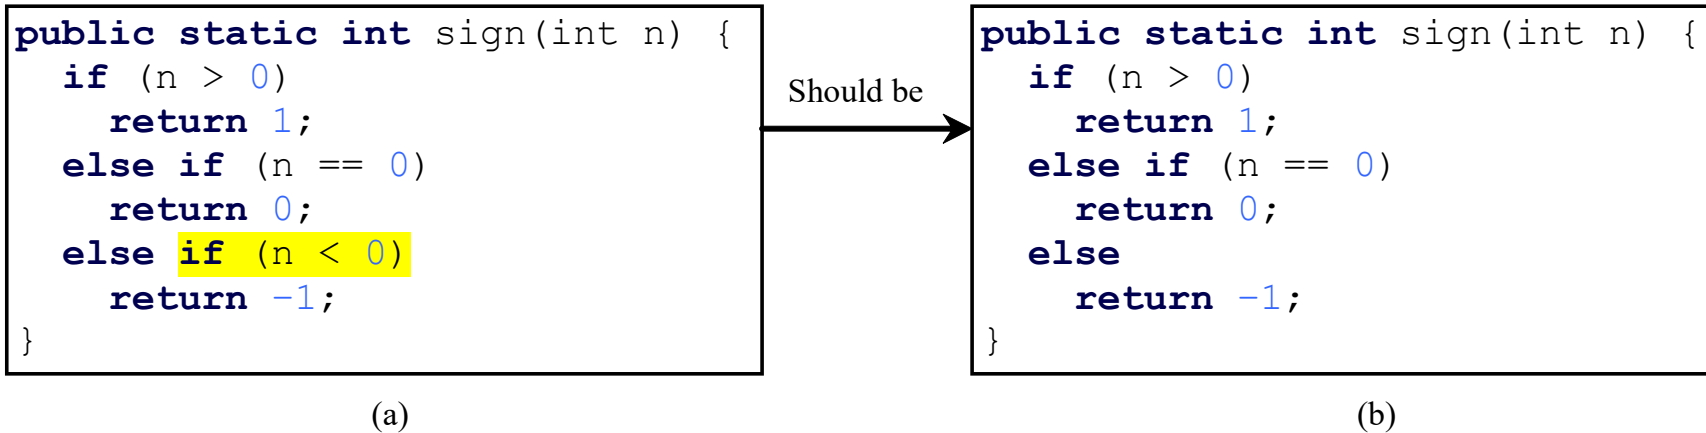 public static int sign(int n) {
if (n > 0)
return 1;
else if (n == 0)
return 0;
else if (n < 0)
return -1;
}
(a)
Should be
public static int sign(int n) {
if (n > 0)
return 1;
else if (n == 0)
return 0;
else
return -1;
}
(b)